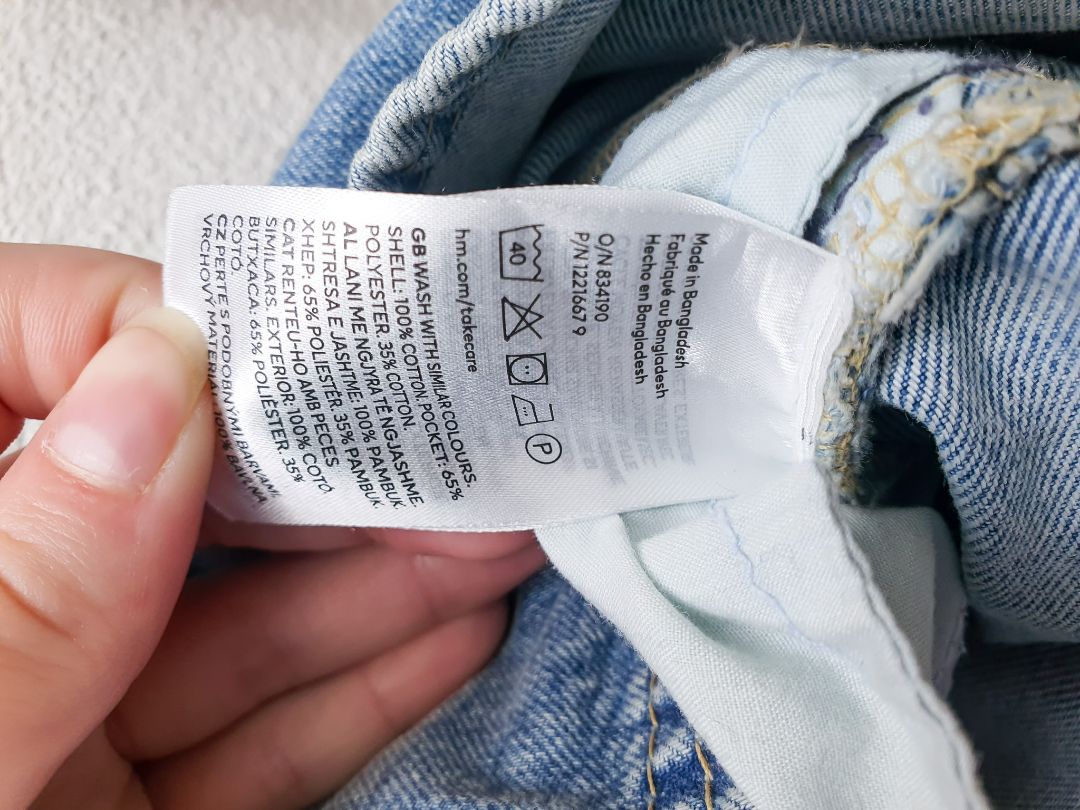 Made in Bangladesh
Fabriqué au Bangladesh
Hecho en Bangladesh
O/N 834190
P/N 1221667 9
40
P
hm.com/takecare
GB WASH WITH SIMILAR COLOURS.
SHELL: 100% COTTON. POCKET: 65%
POLYESTER 35% COTTON.
AL LANI ME NGJYRA TË NGJASHME.
SHTRESA E JASHTME: 100% PAMBUK.
XHEP: 65% POLIESTER 35% PAMBUK.
CAT RENTEU-HO AMB PECES
SIMILARS. EXTERIOR: 100% COTÓ
BUTXACA: 65% POLIÈSTER 35%
COTÓ.
CZ PERTE S PODOBNÝMI BARVAMI.
VRCHOVÝ MATERIÁL: 100% BAVLNA